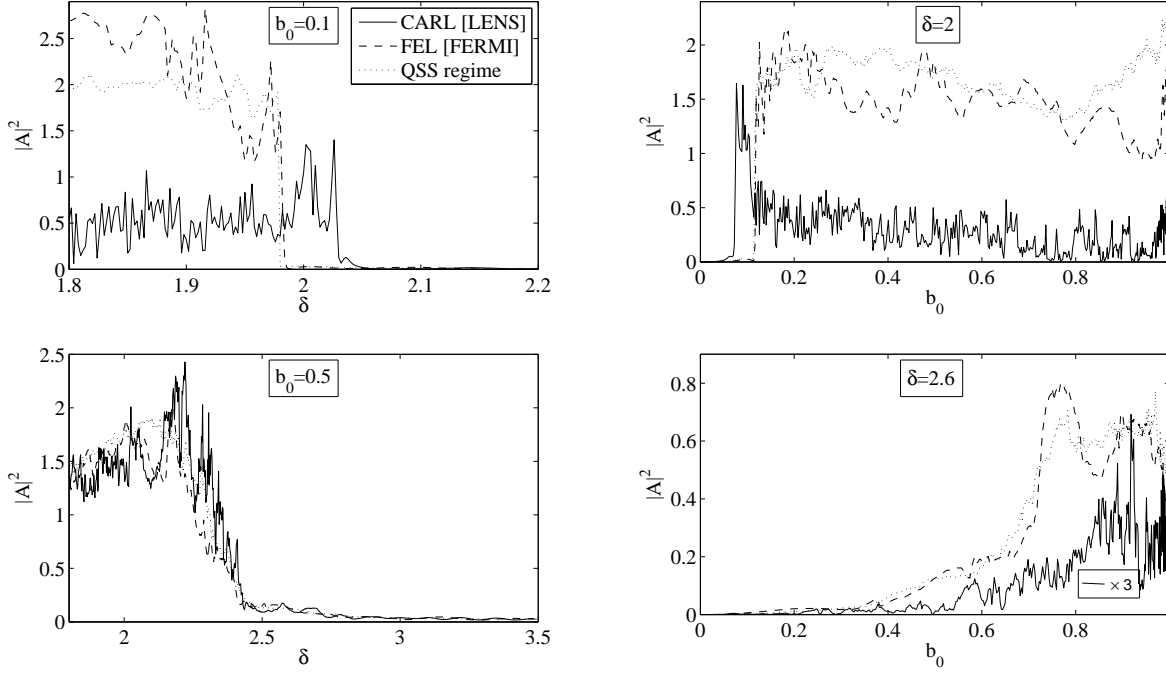 b₀=0.1
CARL [LENS]
FEL [FERMI]
QSS regime
|A|²
2.5
2
1.5
1
0.5
0
1.8
1.9
2
2.1
2.2
δ
δ=2
|A|²
2
1.5
1
0.5
0
0
0.2
0.4
0.6
0.8
b₀
b₀=0.5
|A|²
2.5
2
1.5
1
0.5
0
2
2.5
3
3.5
δ
δ=2.6
|A|²
0.8
0.6
0.4
0.2
0
×3
0
0.2
0.4
0.6
0.8
b₀